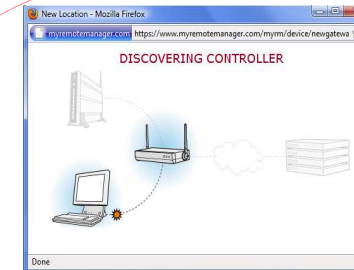 New Location - Mozilla Firefox
myremotemanager.com https://www.myremotemanager.com/myrm/device/newgatewa
DISCOVERING CONTROLLER
Done